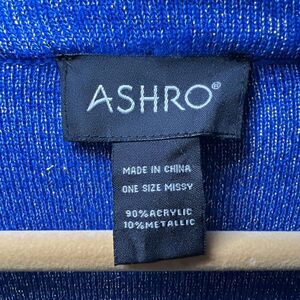 ASHRO®
MADE IN CHINA
ONE SIZE MISSY
90%ACRYLIC
10%METALLIC